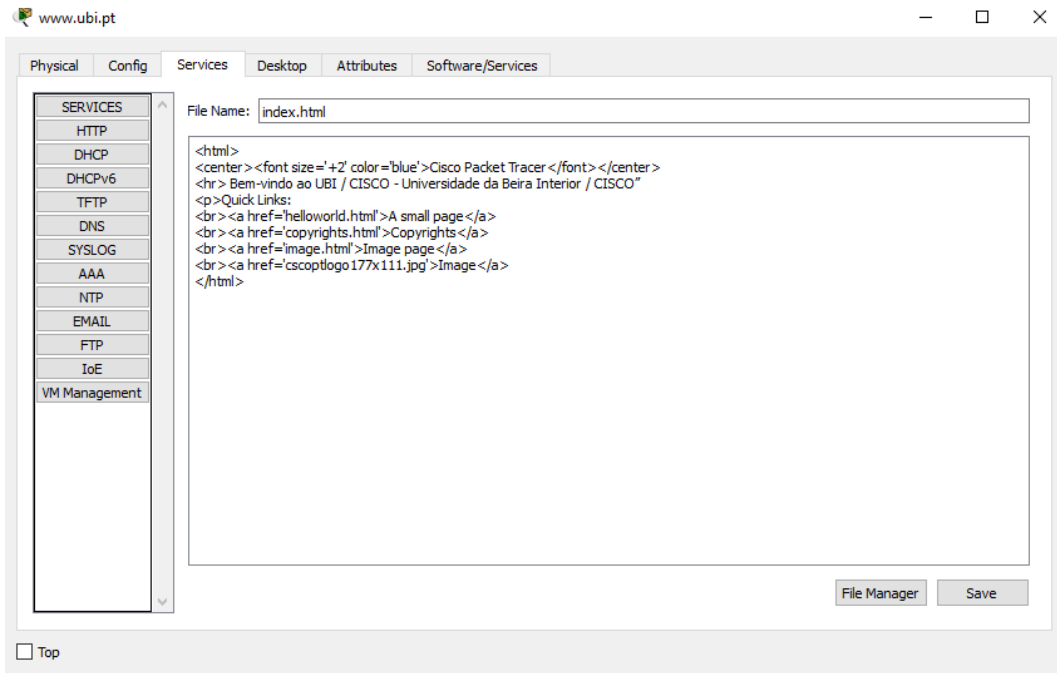 www.ubi.pt
Physical Config Services Desktop Attributes Software/Services
SERVICES
HTTP
DHCP
DHCPv6
TFTP
DNS
SYSLOG
AAA
NTP
EMAIL
FTP
IoE
VM Management
File Name: index.html
<html>
<center><font size='+2' color='blue'>Cisco Packet Tracer</font></center>
<hr> Bem-vindo ao UBI / CISCO - Universidade da Beira Interior / CISCO”
<p>Quick Links:
<br><a href='helloworld.html'>A small page</a>
<br><a href='copyrights.html'>Copyrights</a>
<br><a href='image.html'>Image page</a>
<br><a href='cscoptlogo177x111.jpg'>Image</a>
</html>
File Manager Save
Top